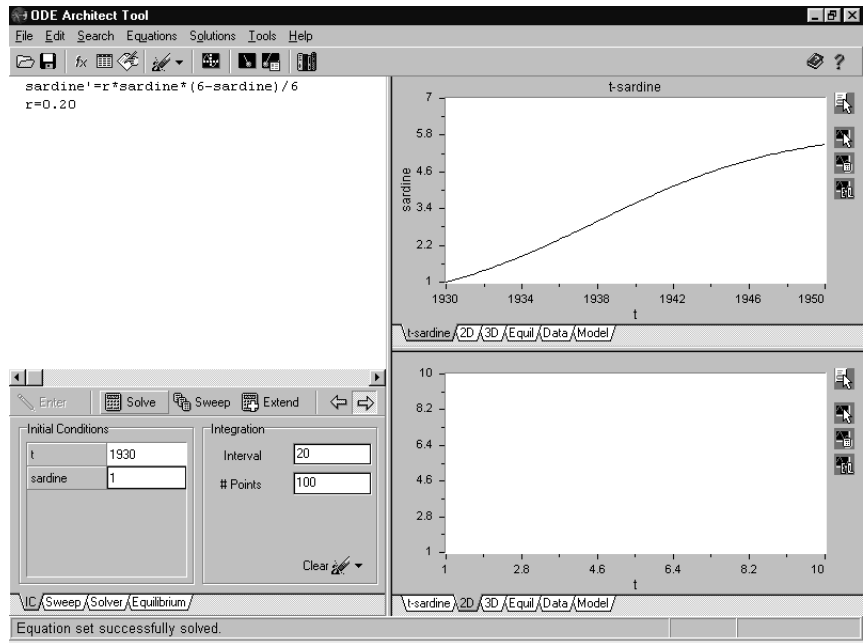 ODE Architect Tool
File Edit Search Equations Solutions Tools Help
fx
?
sardine'=r*sardine*(6-sardine)/6
r=0.20
t-sardine
7
5.8
4.6
3.4
2.2
1
sardine
1930 1934 1938 1942 1946 1950
t
t-sardine 2D 3D Equil Data Model
Enter Solve Sweep Extend
Initial Conditions
t 1930
sardine 1
Integration
Interval 20
# Points 100
Clear
IC Sweep Solver Equilibrium
10
8.2
6.4
4.6
2.8
1
1 2.8 4.6 6.4 8.2 10
t
t-sardine 2D 3D Equil Data Model
Equation set successfully solved.